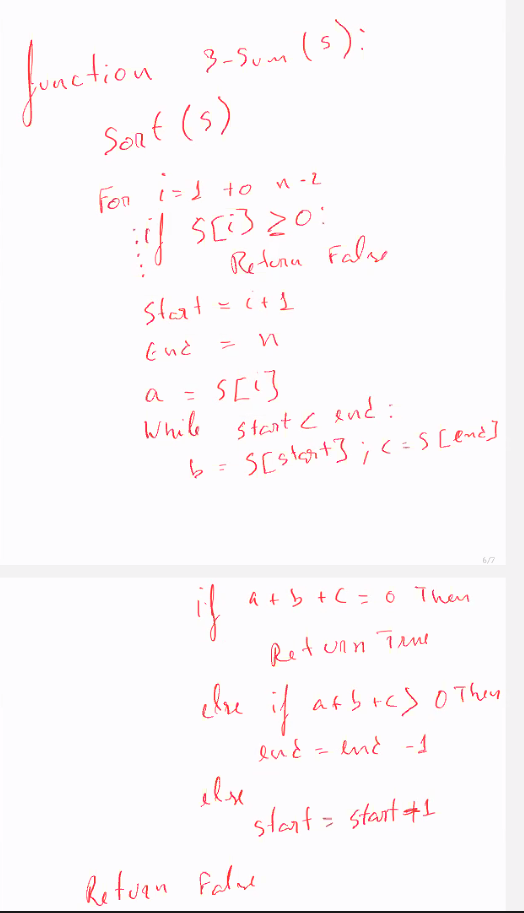 function 3-Sum (s):
Sort (s)
For i = 1 to n-2
if S[i] ≥ 0:
Return False
Start = i+1
End = n
a = S[i]
While start < end:
b = S[start]; c = S[end]
6/7
if a + b + c = 0 Then
Return True
else if a+b+c > 0 Then
end = end - 1
else
start = start+1
Return False